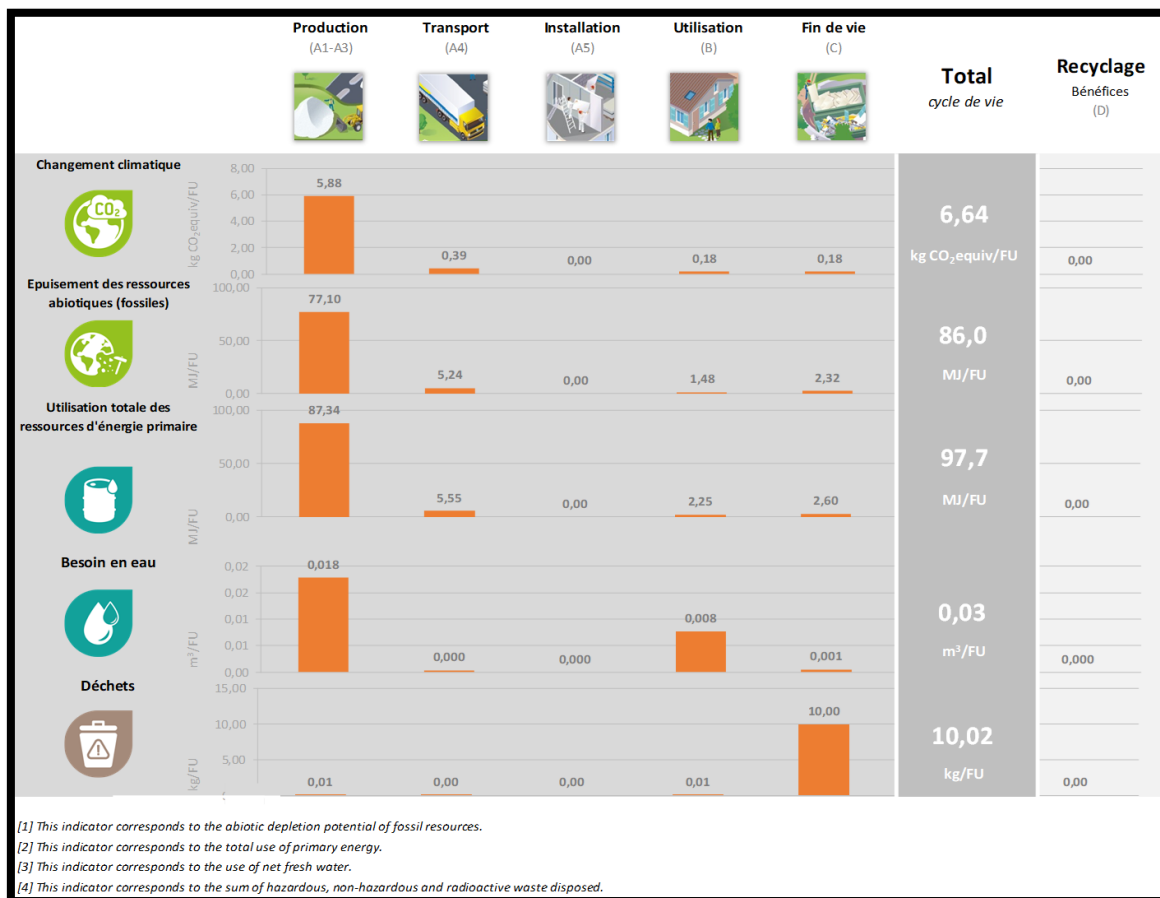 Production
(A1-A3)
Transport
(A4)
Installation
(A5)
Utilisation
(B)
Fin de vie
(C)
Total
cycle de vie
Recyclage
Bénéfices
(D)
Changement climatique
CO₂
kg CO₂equiv/FU
8,00
6,00
4,00
2,00
0,00
5,88
0,39
0,00
0,18
0,18
6,64
kg CO₂equiv/FU
0,00
Epuisement des ressources
abiotiques (fossiles)
MJ/FU
100,00
50,00
0,00
77,10
5,24
0,00
1,48
2,32
86,0
MJ/FU
0,00
Utilisation totale des
ressources d'énergie primaire
MJ/FU
100,00
50,00
0,00
87,34
5,55
0,00
2,25
2,60
97,7
MJ/FU
0,00
Besoin en eau
m³/FU
0,02
0,02
0,01
0,01
0,00
0,018
0,000
0,000
0,008
0,001
0,03
m³/FU
0,000
Déchets
kg/FU
15,00
10,00
5,00
0,01
0,00
0,00
0,01
10,00
10,02
kg/FU
0,00
[1] This indicator corresponds to the abiotic depletion potential of fossil resources.
[2] This indicator corresponds to the total use of primary energy.
[3] This indicator corresponds to the use of net fresh water.
[4] This indicator corresponds to the sum of hazardous, non-hazardous and radioactive waste disposed.